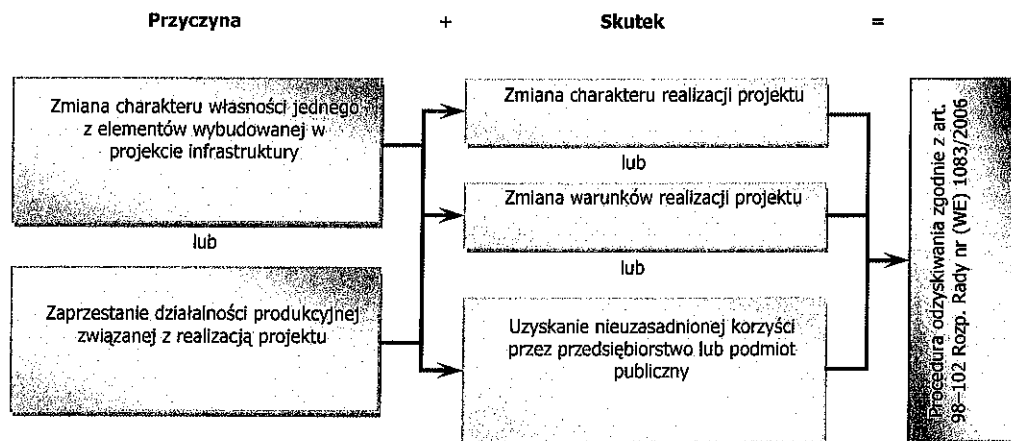 Przyczyna + Skutek =
Zmiana charakteru własności jednego
z elementów wybudowanej w
projekcie infrastruktury
lub
Zaprzestanie działalności produkcyjnej
związanej z realizacją projektu
Zmiana charakteru realizacji projektu
lub
Zmiana warunków realizacji projektu
lub
Uzyskanie nieuzasadnionej korzyści
przez przedsiębiorstwo lub podmiot
publiczny
Procedura odzyskiwania zgodnie z art.
98–102 Rozp. Rady nr (WE) 1083/2006